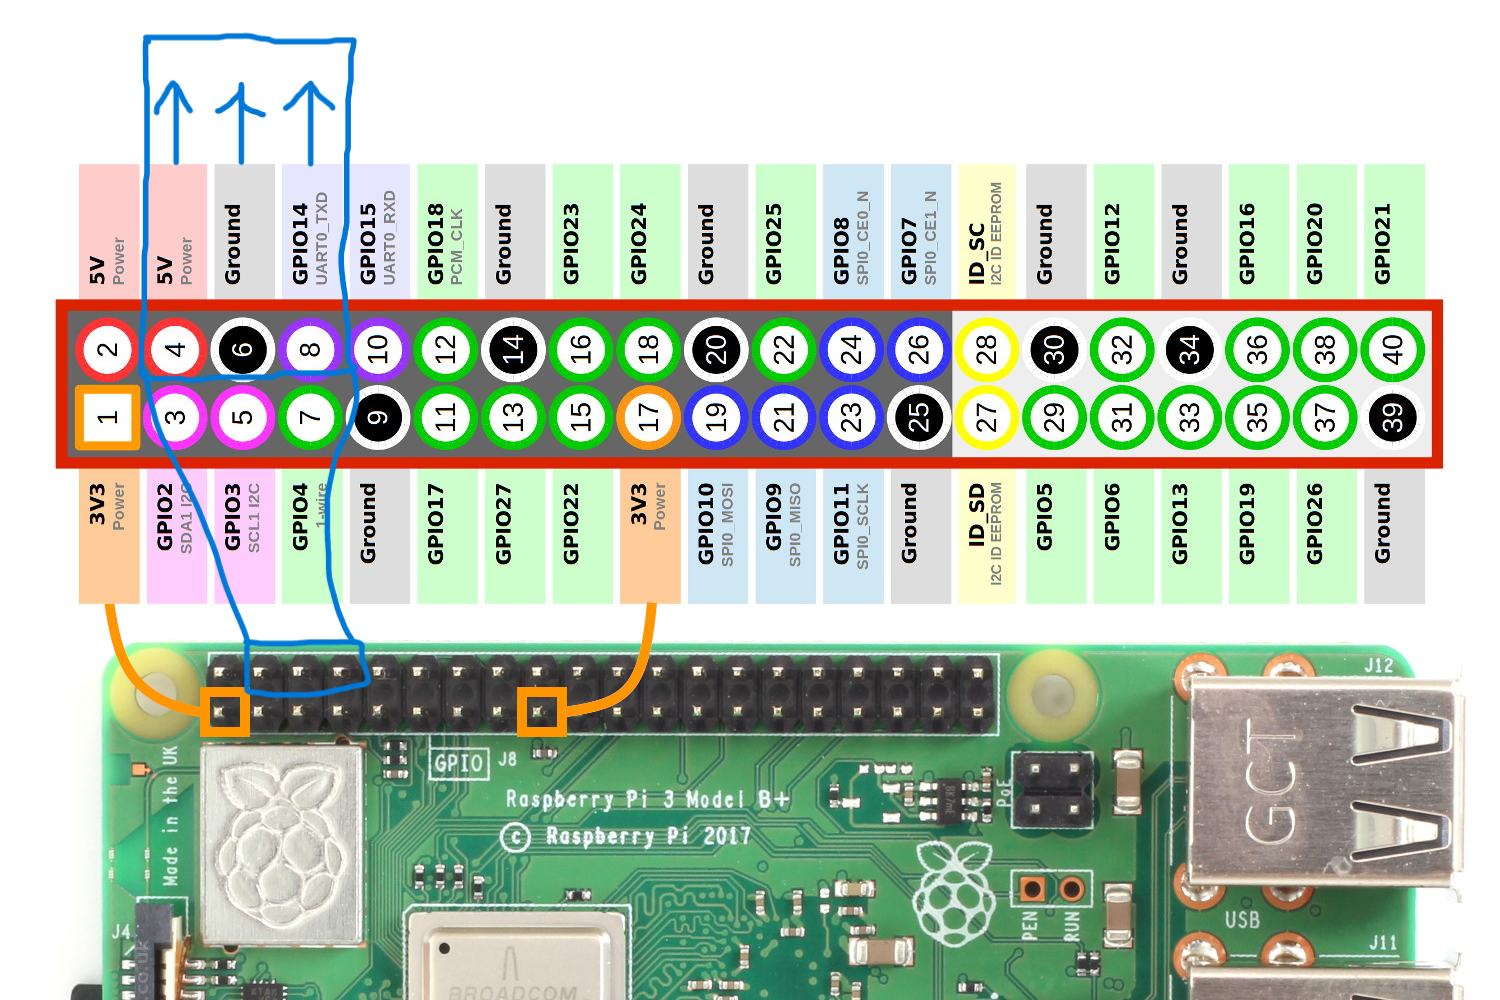 5V Power
5V Power
Ground
GPIO14 UART0_TXD
GPIO15 UART0_RXD
GPIO18 PCM_CLK
Ground
GPIO23
GPIO24
Ground
GPIO25
GPIO8 SPI0_CE0_N
GPIO7 SPI0_CE1_N
ID_SC I2C ID EEPROM
Ground
GPIO12
Ground
GPIO16
GPIO20
GPIO21
2 4 6 8 10 12 14 16 18 20 22 24 26 28 30 32 34 36 38 40
1 3 5 7 9 11 13 15 17 19 21 23 25 27 29 31 33 35 37 39
3V3 Power
GPIO2 SDA1 I2C
GPIO3 SCL1 I2C
GPIO4 1-wire
Ground
GPIO17
GPIO27
GPIO22
3V3 Power
GPIO10 SPI0_MOSI
GPIO9 SPI0_MISO
GPIO11 SPI0_SCLK
Ground
ID_SD I2C ID EEPROM
GPIO5
GPIO6
GPIO13
GPIO19
GPIO26
Ground
J12
Made in the UK
GPIO J8
Raspberry Pi 3 Model B+
© Raspberry Pi 2017
PoE
GCT
PEN
RUN
USB
J4
J11
BROADCOM